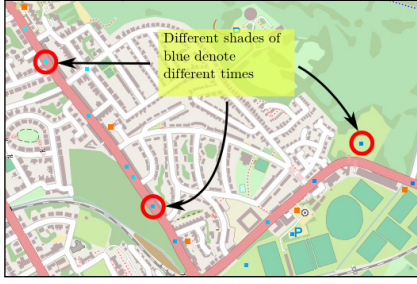 Different shades of
blue denote
different times
P
P